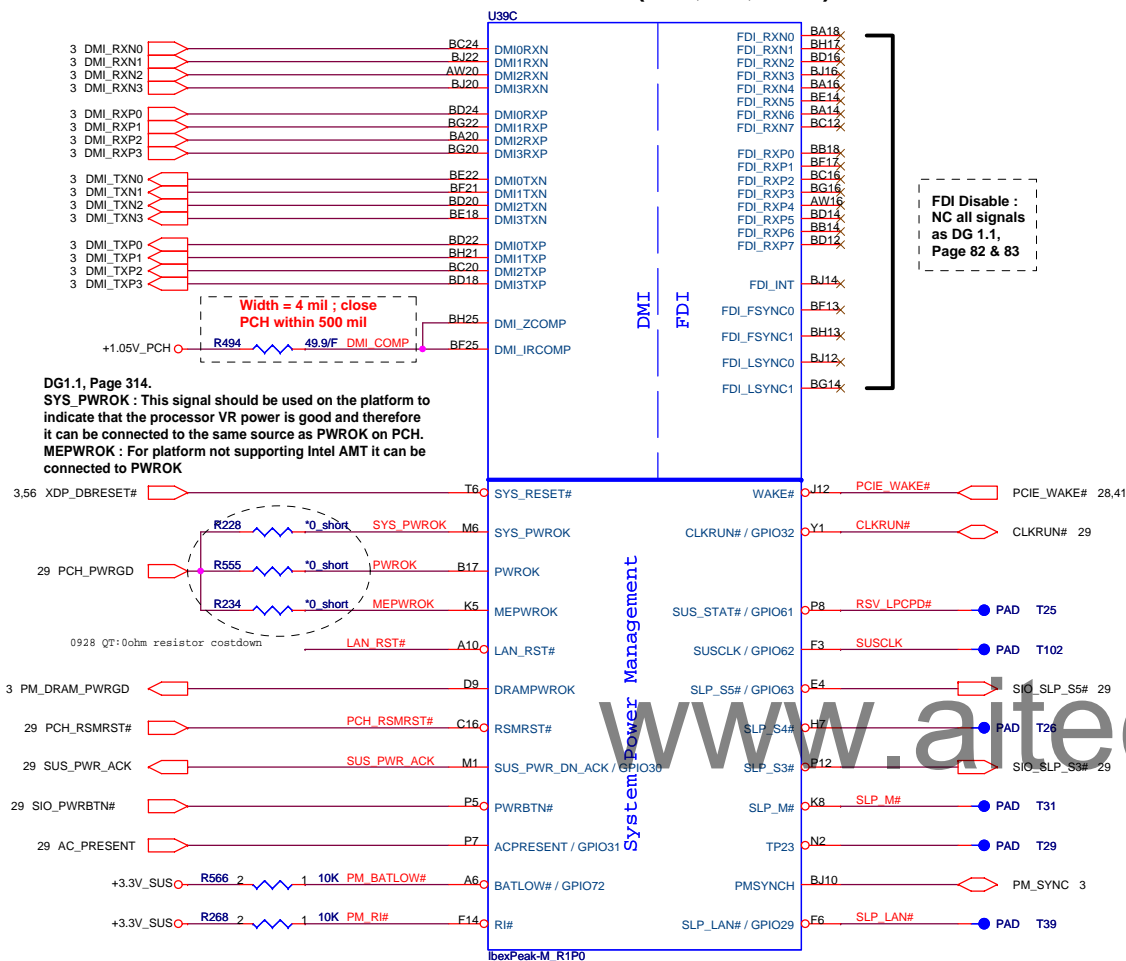 U39C
3 DMI_RXN0 BC24 DMI0RXN
3 DMI_RXN1 BJ22 DMI1RXN
3 DMI_RXN2 AW20 DMI2RXN
3 DMI_RXN3 BJ20 DMI3RXN
3 DMI_RXP0 BD24 DMI0RXP
3 DMI_RXP1 BG22 DMI1RXP
3 DMI_RXP2 BA20 DMI2RXP
3 DMI_RXP3 BG20 DMI3RXP
3 DMI_TXN0 BE22 DMI0TXN
3 DMI_TXN1 BF21 DMI1TXN
3 DMI_TXN2 BD20 DMI2TXN
3 DMI_TXN3 BE18 DMI3TXN
3 DMI_TXP0 BD22 DMI0TXP
3 DMI_TXP1 BH21 DMI1TXP
3 DMI_TXP2 BC20 DMI2TXP
3 DMI_TXP3 BD18 DMI3TXP
Width = 4 mil ; close
PCH within 500 mil
BH25 DMI_ZCOMP
+1.05V_PCH R494 49.9/F DMI_COMP BF25 DMI_IRCOMP
DMI
FDI
FDI_RXN0 BA18
FDI_RXN1 BH17
FDI_RXN2 BD16
FDI_RXN3 BJ16
FDI_RXN4 BA16
FDI_RXN5 BE14
FDI_RXN6 BA14
FDI_RXN7 BC12
FDI_RXP0 BB18
FDI_RXP1 BF17
FDI_RXP2 BC16
FDI_RXP3 BG16
FDI_RXP4 AW16
FDI_RXP5 BD14
FDI_RXP6 BB14
FDI_RXP7 BD12
FDI_INT BJ14
FDI_FSYNC0 BF13
FDI_FSYNC1 BH13
FDI_LSYNC0 BJ12
FDI_LSYNC1 BG14
FDI Disable :
NC all signals
as DG 1.1,
Page 82 & 83
DG1.1, Page 314.
SYS_PWROK : This signal should be used on the platform to
indicate that the processor VR power is good and therefore
it can be connected to the same source as PWROK on PCH.
MEPWROK : For platform not supporting Intel AMT it can be
connected to PWROK
3,56 XDP_DBRESET# T6 SYS_RESET#
R228 *0_short SYS_PWROK M6 SYS_PWROK
29 PCH_PWRGD R555 *0_short PWROK B17 PWROK
R234 *0_short MEPWROK K5 MEPWROK
0928 QT:0ohm resistor costdown
LAN_RST# A10 LAN_RST#
3 PM_DRAM_PWRGD D9 DRAMPWROK
29 PCH_RSMRST# PCH_RSMRST# C16 RSMRST#
29 SUS_PWR_ACK SUS_PWR_ACK M1 SUS_PWR_DN_ACK / GPIO30
29 SIO_PWRBTN# P5 PWRBTN#
29 AC_PRESENT P7 ACPRESENT / GPIO31
+3.3V_SUS R566 2 1 10K PM_BATLOW# A6 BATLOW# / GPIO72
+3.3V_SUS R268 2 1 10K PM_RI# F14 RI#
System Power Management
WAKE# J12 PCIE_WAKE# PCIE_WAKE# 28,41
CLKRUN# / GPIO32 Y1 CLKRUN# CLKRUN# 29
SUS_STAT# / GPIO61 P8 RSV_LPCPD# PAD T25
SUSCLK / GPIO62 F3 SUSCLK PAD T102
SLP_S5# / GPIO63 E4 SIO_SLP_S5# 29
SLP_S4# H7 PAD T26
SLP_S3# P12 SIO_SLP_S3# 29
SLP_M# K8 SLP_M# PAD T31
TP23 N2 PAD T29
PMSYNCH BJ10 PM_SYNC 3
SLP_LAN# / GPIO29 F6 SLP_LAN# PAD T39
IbexPeak-M_R1P0
www.aite